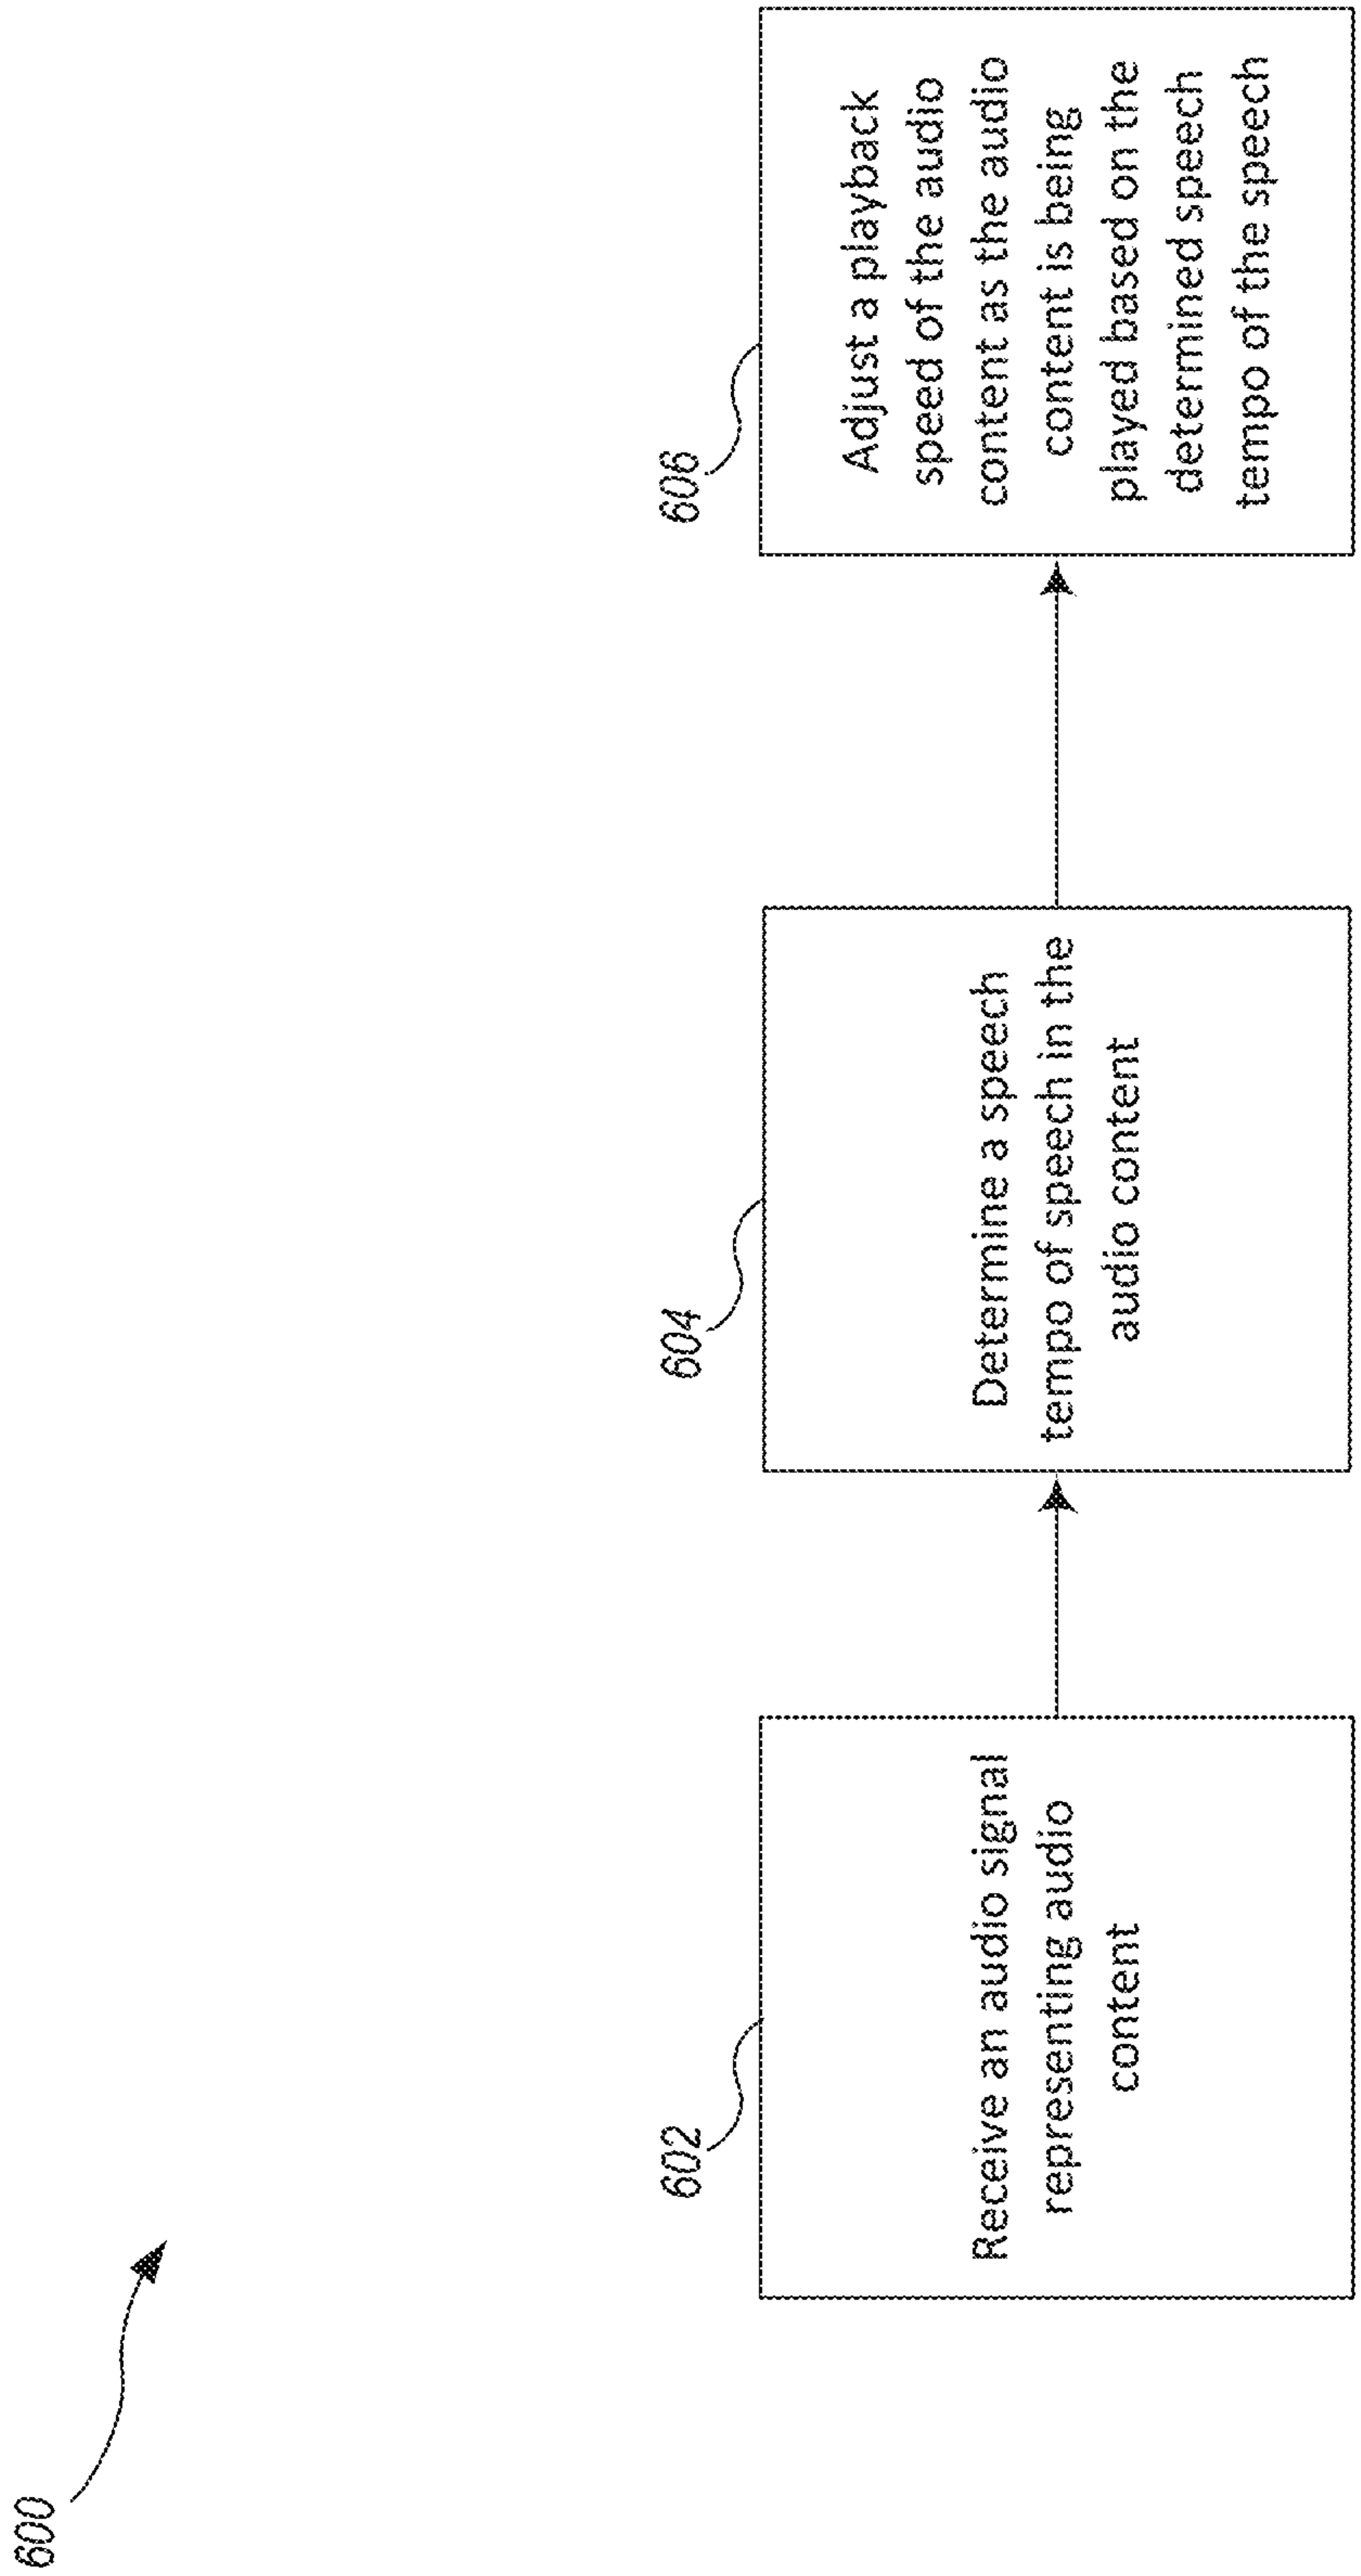 600
602
Receive an audio signal
representing audio
content
604
Determine a speech
tempo of speech in the
audio content
606
Adjust a playback
speed of the audio
content as the audio
content is being
played based on the
determined speech
tempo of the speech